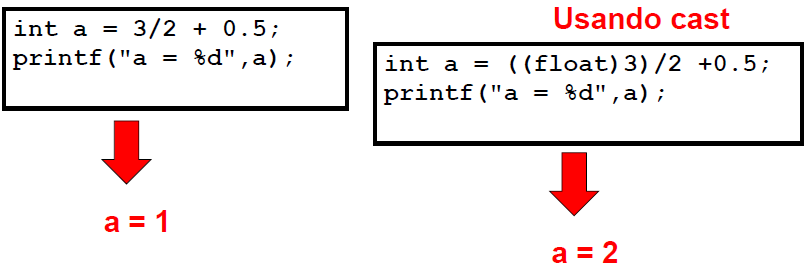 int a = 3/2 + 0.5;
printf("a = %d",a);
a = 1
Usando cast
int a = ((float)3)/2 +0.5;
printf("a = %d",a);
a = 2